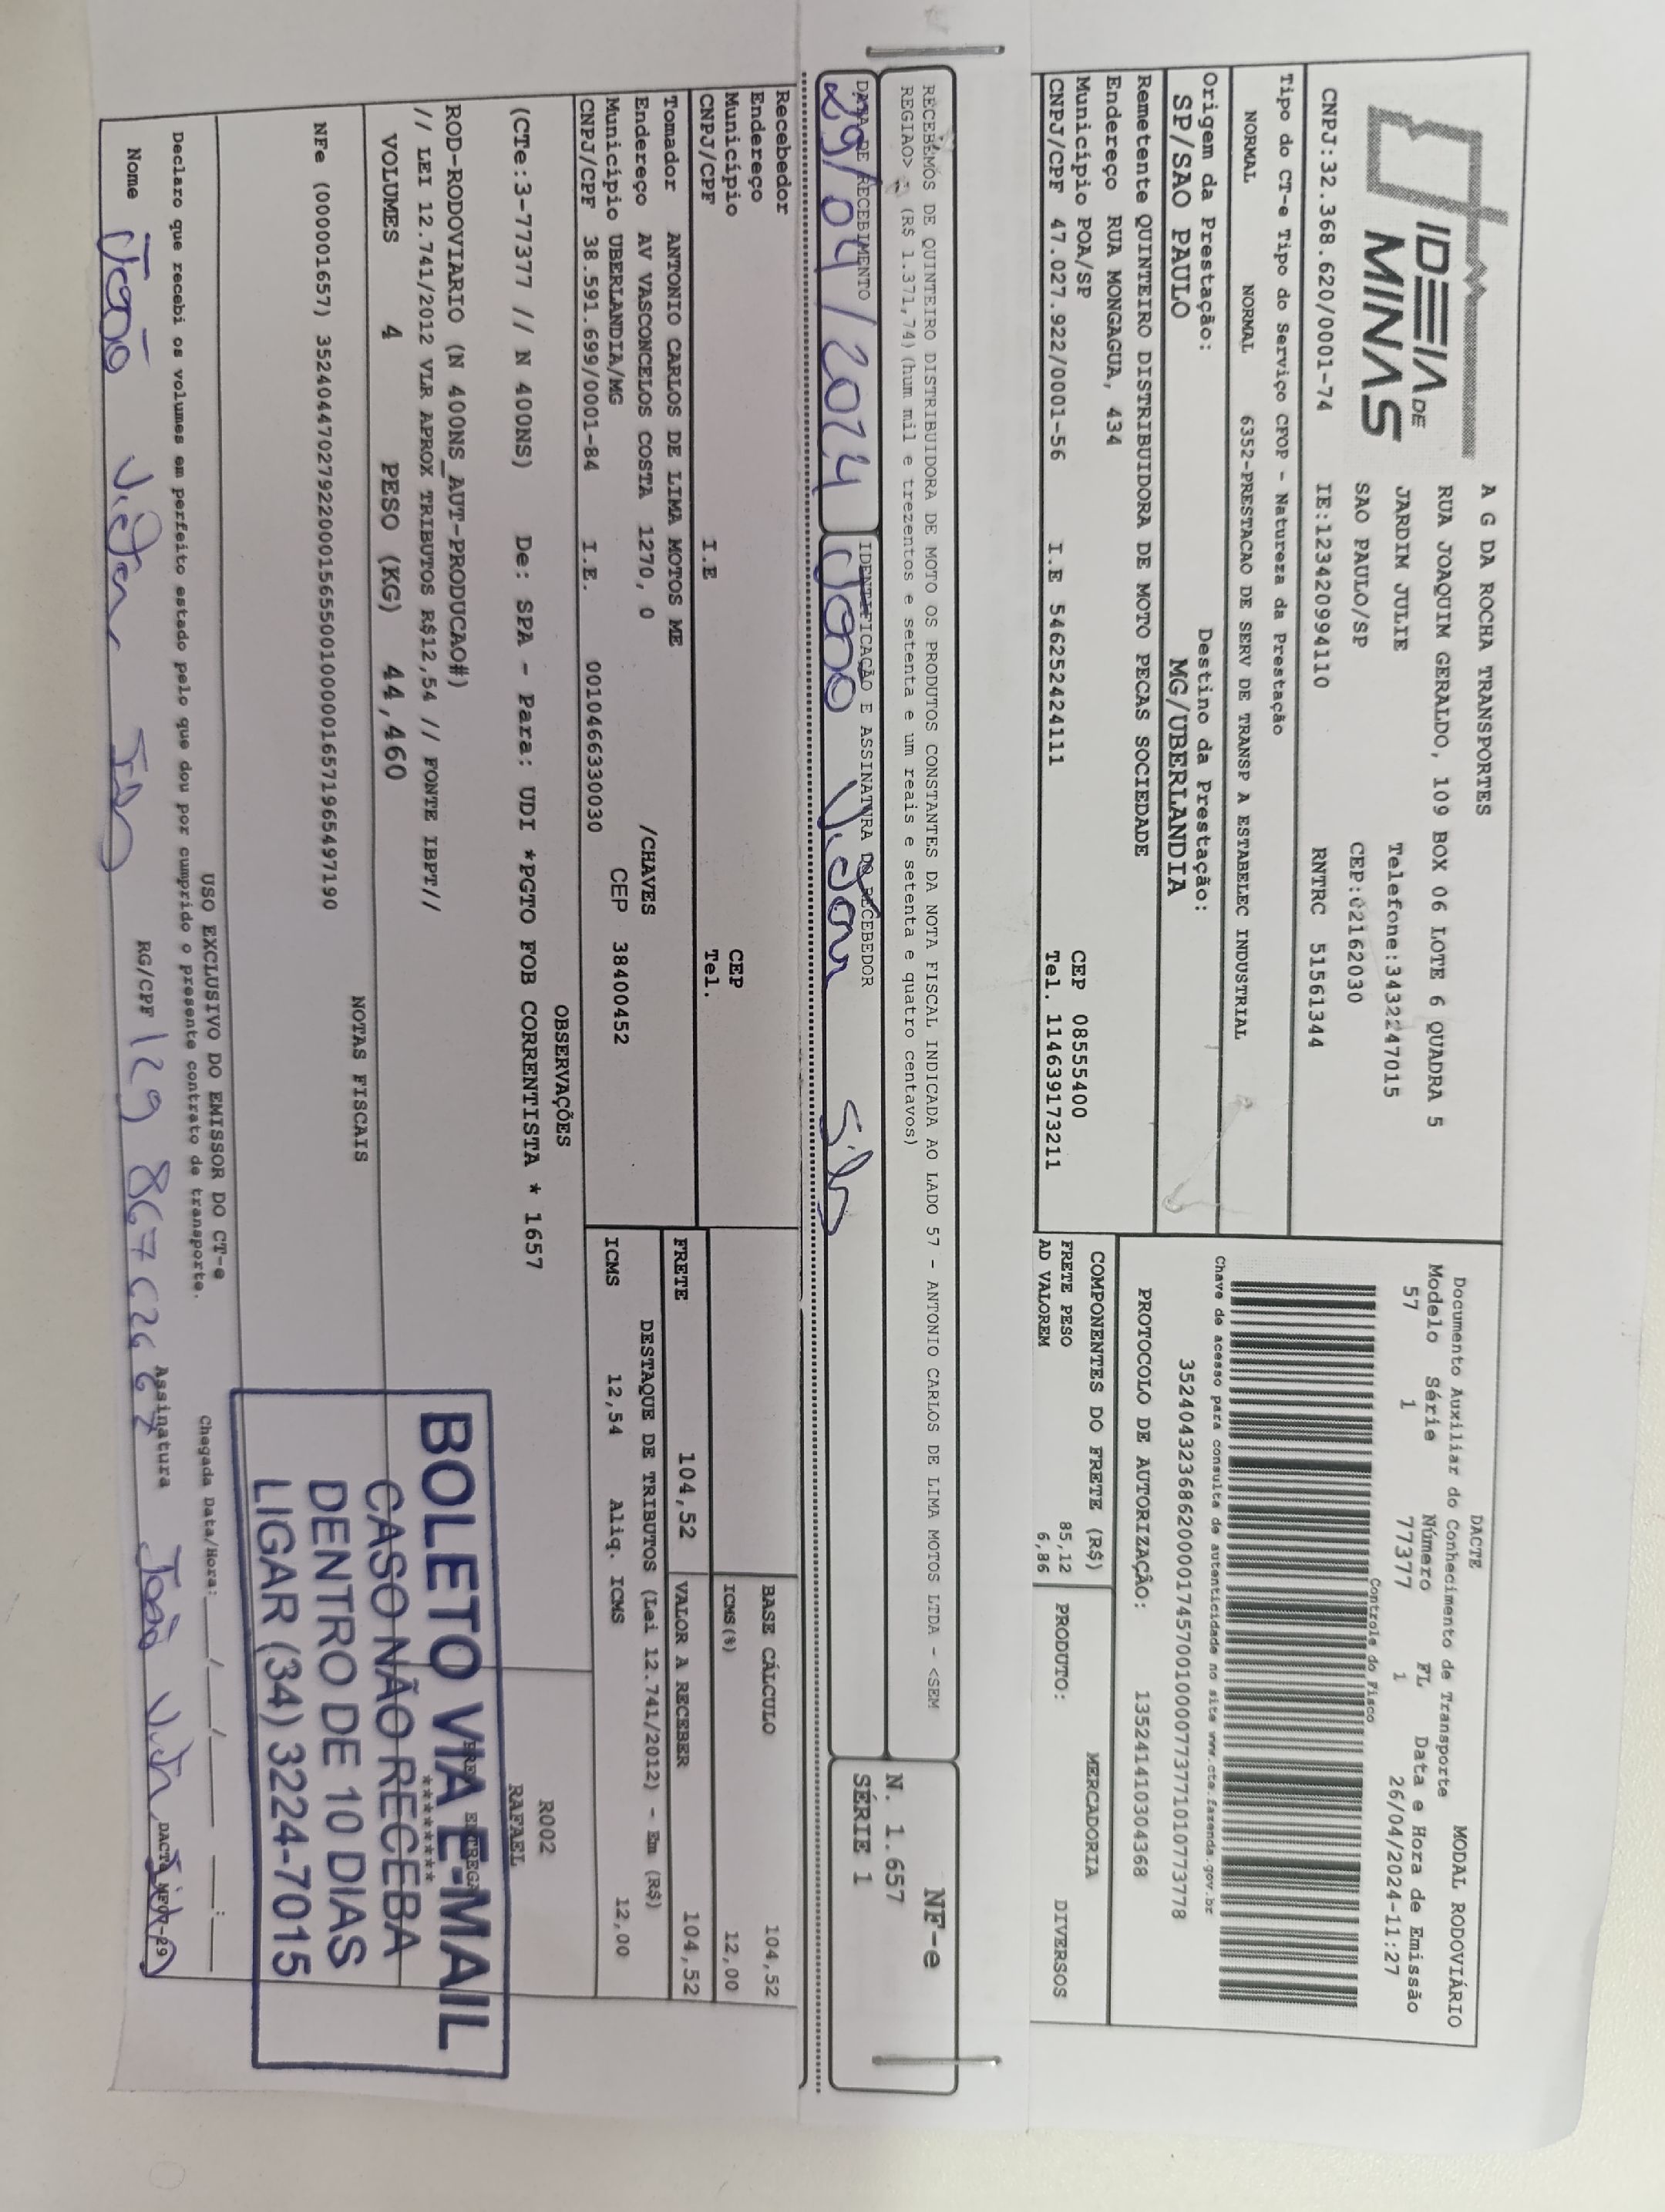 IDEIA DE
MINAS
A G DA ROCHA TRANSPORTES
RUA JOAQUIM GERALDO, 109 BOX 06 LOTE 6 QUADRA 5
JARDIM JULIE Telefone:3432247015
SAO PAULO/SP CEP:02162030
CNPJ:32.368.620/0001-74 IE:123420994110 RNTRC 51561344
DACTE MODAL RODOVIÁRIO
Documento Auxiliar do Conhecimento de Transporte
Modelo Série Número FL Data e Hora de Emissão
57 1 77377 1 26/04/2024-11:27
Controle do Fisco
Tipo do CT-e Tipo do Serviço CFOP - Natureza da Prestação
NORMAL NORMAL 6352-PRESTACAO DE SERV DE TRANSP A ESTABELEC INDUSTRIAL
Chave de acesso para consulta de autenticidade no site www.cte.fazenda.gov.br
35240432368620000174570010000773771010773778
Origem da Prestação: Destino da Prestação:
SP/SAO PAULO MG/UBERLANDIA
PROTOCOLO DE AUTORIZAÇÃO: 135241410304368
Remetente QUINTEIRO DISTRIBUIDORA DE MOTO PECAS SOCIEDADE
Endereço RUA MONGAGUA, 434
Município POA/SP CEP 08555400
CNPJ/CPF 47.027.922/0001-56 I.E 546252424111 Tel. 11463917321​1
COMPONENTES DO FRETE (R$) MERCADORIA
FRETE PESO 85,12 PRODUTO: DIVERSOS
AD VALOREM 6,86
RECEBEMOS DE QUINTEIRO DISTRIBUIDORA DE MOTO OS PRODUTOS CONSTANTES DA NOTA FISCAL INDICADA AO LADO 57 - ANTONIO CARLOS DE LIMA MOTOS LTDA - <SEM
REGIAO> (R$ 1.371,74) (hum mil e trezentos e setenta e um reais e setenta e quatro centavos)
NF-e
N. 1.657
SÉRIE 1
DATA DE RECEBIMENTO IDENTIFICAÇÃO E ASSINATURA DO RECEBEDOR
29/04/2024 João Victor Silva
Recebedor
Endereço
Município CEP
CNPJ/CPF I.E Tel.
BASE CÁLCULO 104,52
ICMS(%) 12,00
Tomador ANTONIO CARLOS DE LIMA MOTOS ME
FRETE 104,52 VALOR A RECEBER 104,52
Endereço AV VASCONCELOS COSTA 1270, 0 /CHAVES
Município UBERLANDIA/MG CEP 38400452
CNPJ/CPF 38.591.699/0001-84 I.E. 0010466330030
DESTAQUE DE TRIBUTOS (Lei 12.741/2012) - Em (R$)
ICMS 12,54 Aliq. ICMS 12,00
OBSERVAÇÕES
(CTe:3-77377 // N 400NS) De: SPA - Para: UDI *PGTO FOB CORRENTISTA * 1657
R002
RAFAEL
ROD-RODOVIARIO (N 400NS_AUT-PRODUCAO#)
// LEI 12.741/2012 VLR APROX TRIBUTOS R$12,54 // FONTE IBPT//
VOLUMES 4 PESO (KG) 44,460
NOTAS FISCAIS
NFe (000001657) 35240447027922000156550010000016571965497190
BOLETO VIA E-MAIL
CASO NÃO RECEBA
DENTRO DE 10 DIAS
LIGAR (34) 3224-7015
USO EXCLUSIVO DO EMISSOR DO CT-e
Declaro que recebi os volumes em perfeito estado pelo que dou por cumprido o presente contrato de transporte.
Chegada Data/Hora: ___/___/______ ___:___
Nome João Victor RG/CPF Assinatura João Victor